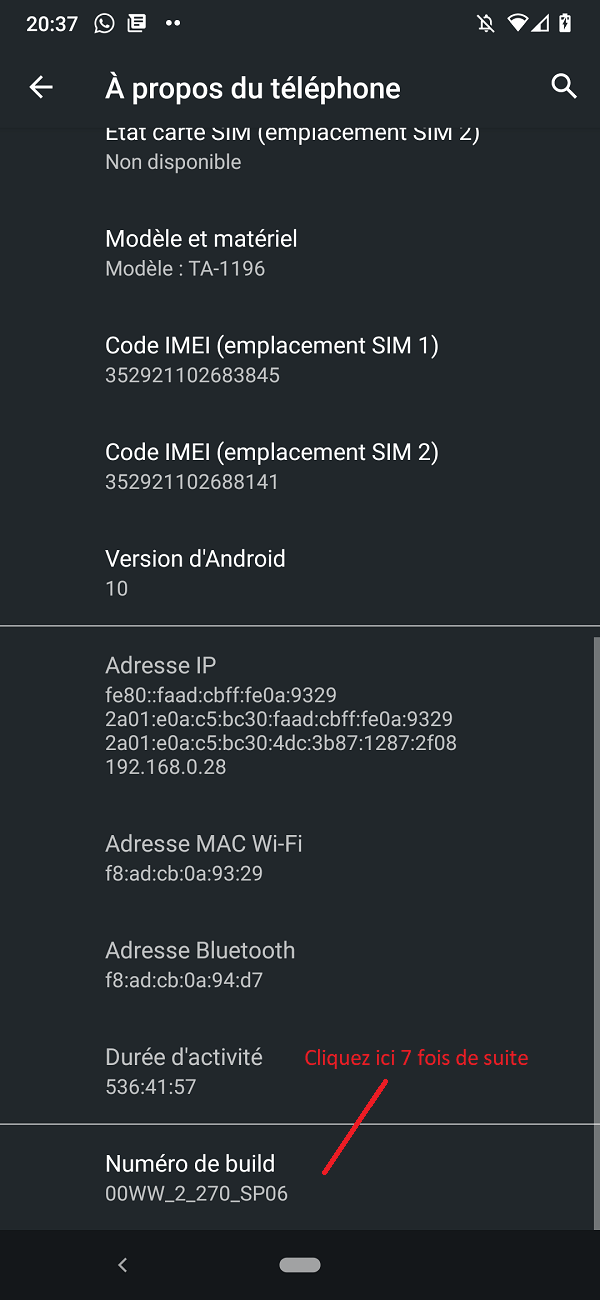 20:37
À propos du téléphone
État carte SIM (emplacement SIM 2)
Non disponible
Modèle et matériel
Modèle : TA-1196
Code IMEI (emplacement SIM 1)
352921102683845
Code IMEI (emplacement SIM 2)
352921102688141
Version d'Android
10
Adresse IP
fe80::faad:cbff:fe0a:9329
2a01:e0a:c5:bc30:faad:cbff:fe0a:9329
2a01:e0a:c5:bc30:4dc:3b87:1287:2f08
192.168.0.28
Adresse MAC Wi-Fi
f8:ad:cb:0a:93:29
Adresse Bluetooth
f8:ad:cb:0a:94:d7
Durée d'activité
Cliquez ici 7 fois de suite
536:41:57
Numéro de build
00WW_2_270_SP06